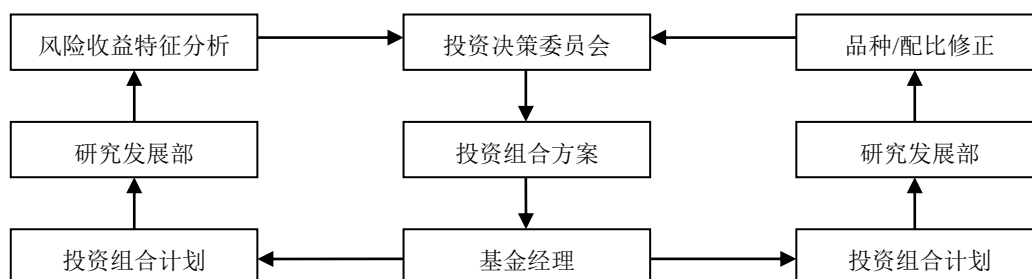 风险收益特征分析
投资决策委员会
品种/配比修正
研究发展部
投资组合方案
研究发展部
投资组合计划
基金经理
投资组合计划